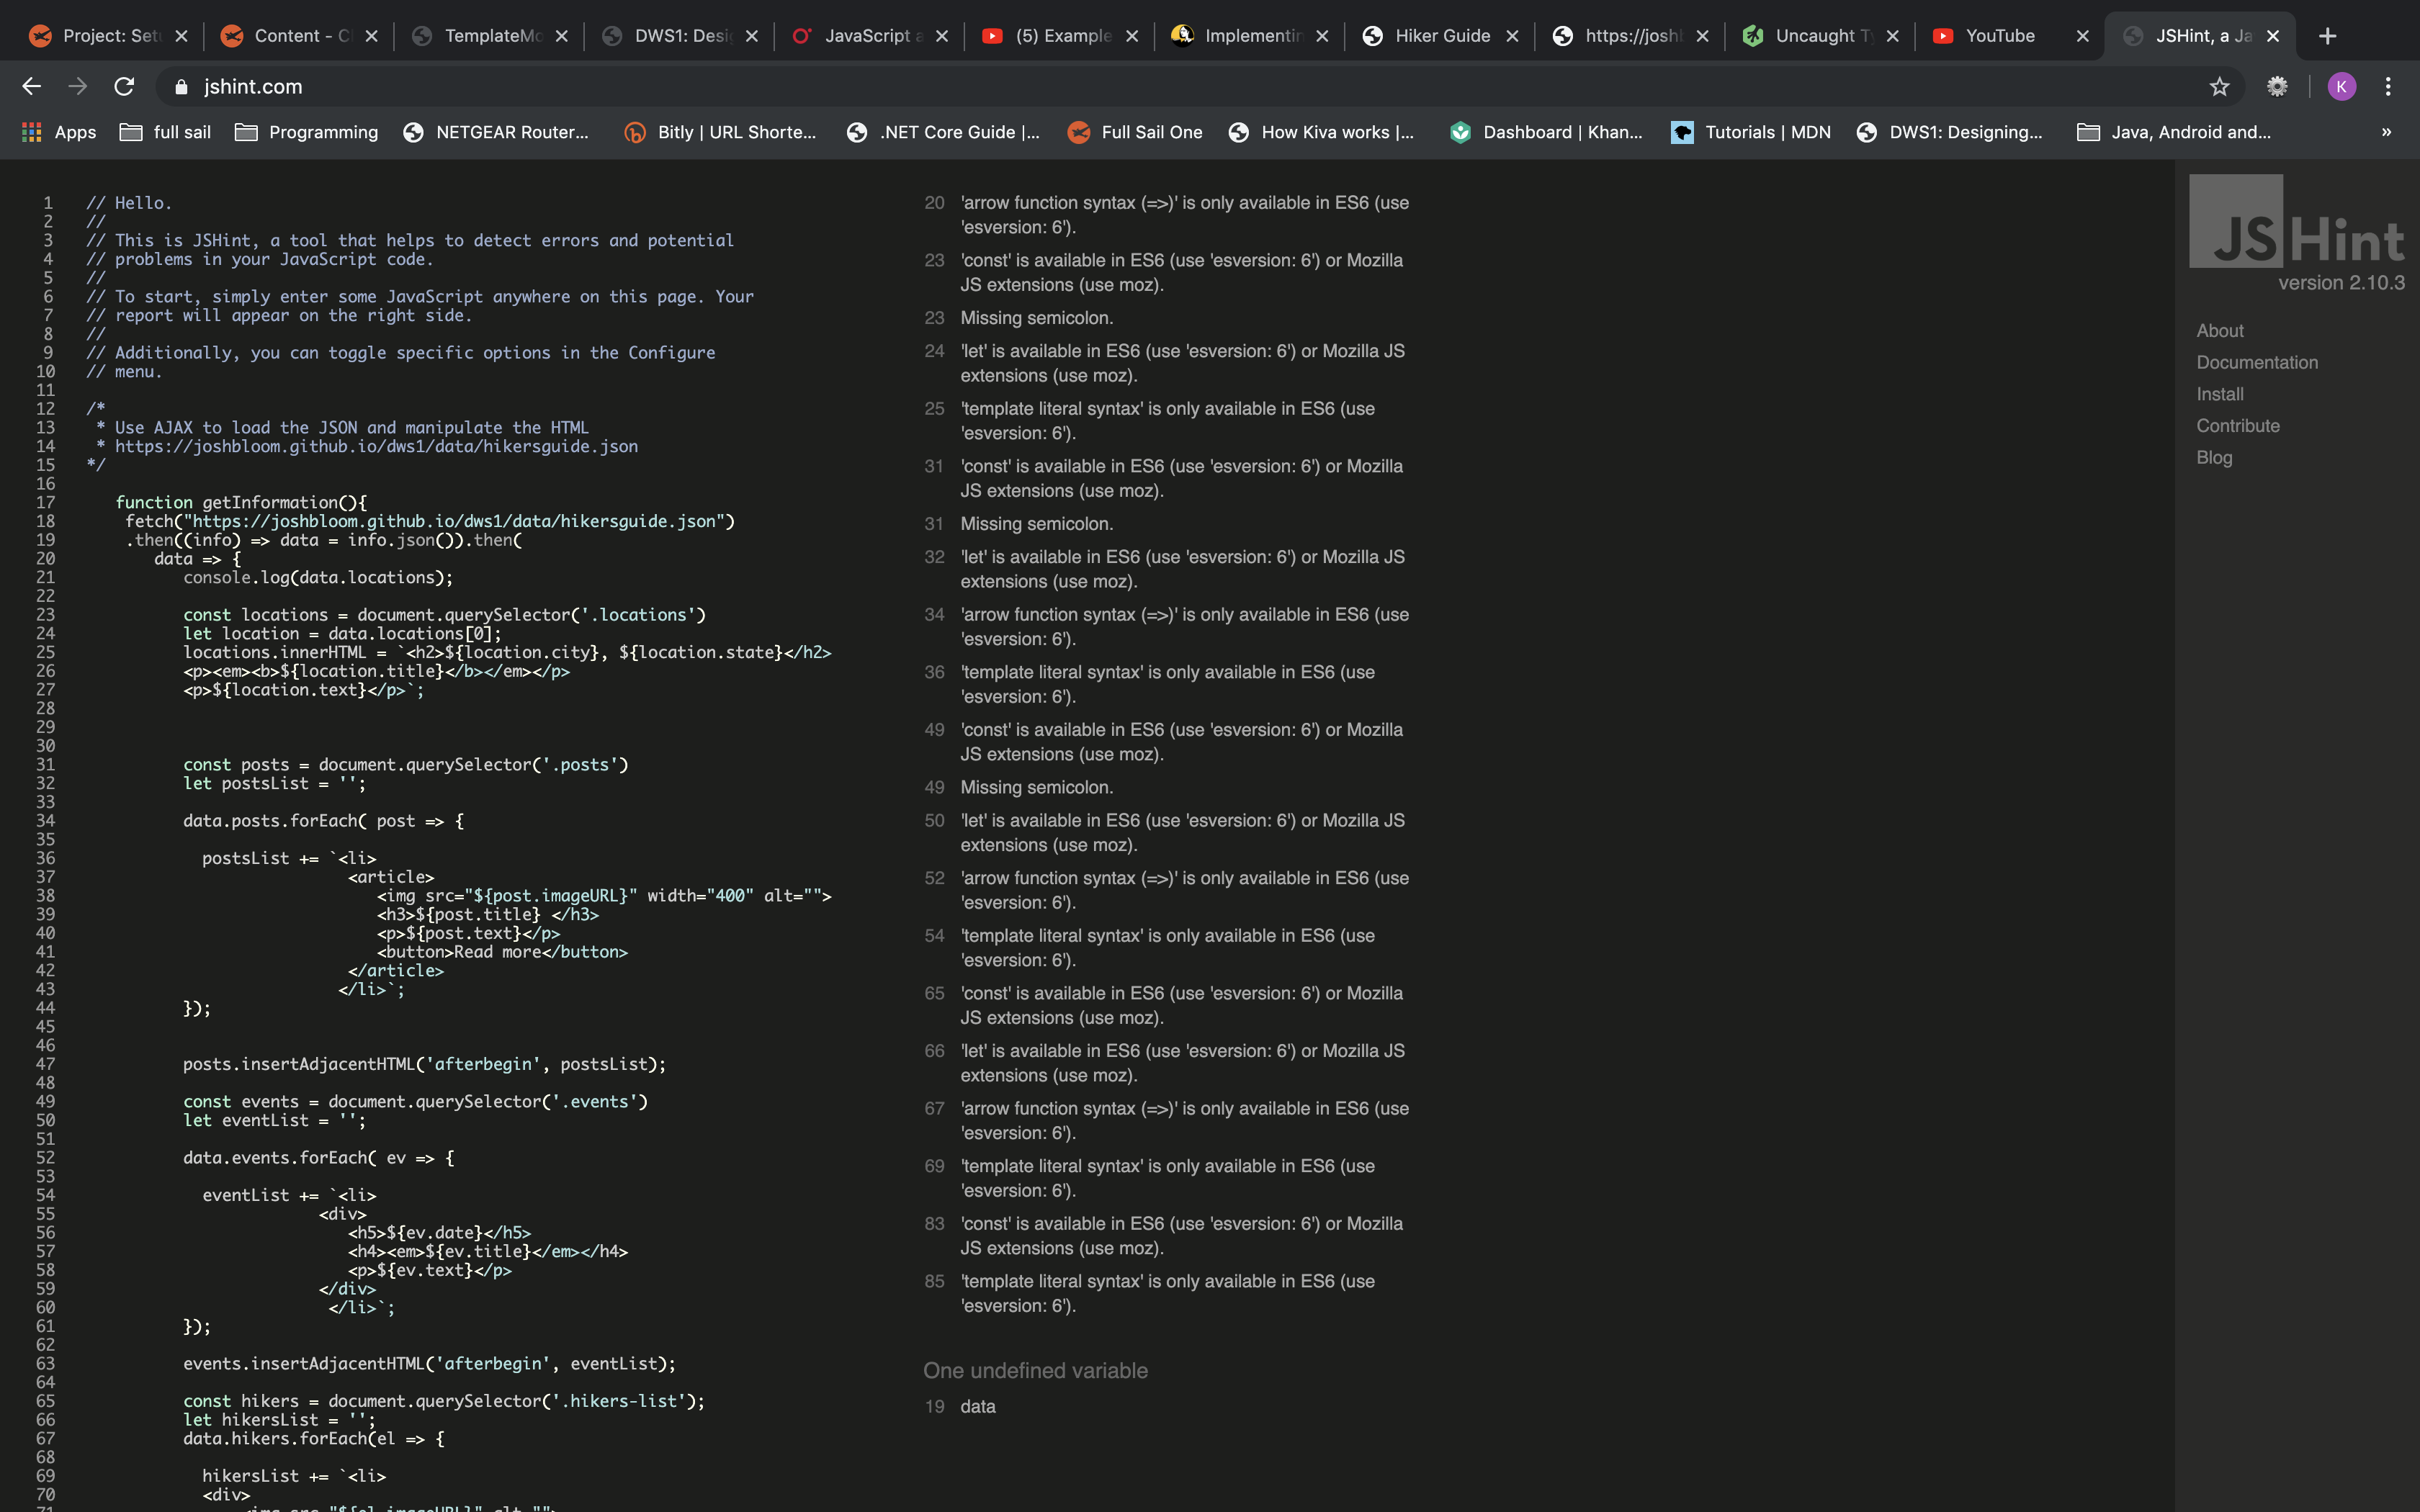 Project: Setu
Content - C
TemplateMo
DWS1: Desi
JavaScript a
(5) Example
Implementin
Hiker Guide
https://joshb
Uncaught Ty
YouTube
JSHint, a Ja
jshint.com
K
Apps
full sail
Programming
NETGEAR Router...
Bitly | URL Shorte...
.NET Core Guide |...
Full Sail One
How Kiva works |...
Dashboard | Khan...
Tutorials | MDN
DWS1: Designing...
Java, Android and...
»
1 // Hello.
2 //
3 // This is JSHint, a tool that helps to detect errors and potential
4 // problems in your JavaScript code.
5 //
6 // To start, simply enter some JavaScript anywhere on this page. Your
7 // report will appear on the right side.
8 //
9 // Additionally, you can toggle specific options in the Configure
10 // menu.
11
12 /*
13 * Use AJAX to load the JSON and manipulate the HTML
14 * https://joshbloom.github.io/dws1/data/hikersguide.json
15 */
16
17 function getInformation(){
18 fetch("https://joshbloom.github.io/dws1/data/hikersguide.json")
19 .then((info) => data = info.json()).then(
20 data => {
21 console.log(data.locations);
22
23 const locations = document.querySelector('.locations')
24 let location = data.locations[0];
25 locations.innerHTML = `<h2>${location.city}, ${location.state}</h2>
26 <p><em><b>${location.title}</b></em></p>
27 <p>${location.text}</p>`;
28
29
30
31 const posts = document.querySelector('.posts')
32 let postsList = '';
33
34 data.posts.forEach( post => {
35
36 postsList += `<li>
37 <article>
38 <img src="${post.imageURL}" width="400" alt="">
39 <h3>${post.title} </h3>
40 <p>${post.text}</p>
41 <button>Read more</button>
42 </article>
43 </li>`;
44 });
45
46
47 posts.insertAdjacentHTML('afterbegin', postsList);
48
49 const events = document.querySelector('.events')
50 let eventList = '';
51
52 data.events.forEach( ev => {
53
54 eventList += `<li>
55 <div>
56 <h5>${ev.date}</h5>
57 <h4><em>${ev.title}</em></h4>
58 <p>${ev.text}</p>
59 </div>
60 </li>`;
61 });
62
63 events.insertAdjacentHTML('afterbegin', eventList);
64
65 const hikers = document.querySelector('.hikers-list');
66 let hikersList = '';
67 data.hikers.forEach(el => {
68
69 hikersList += `<li>
70 <div>
71 <img src="${el.imageURL}" alt="">
20 'arrow function syntax (=>)' is only available in ES6 (use
'esversion: 6').
23 'const' is available in ES6 (use 'esversion: 6') or Mozilla
JS extensions (use moz).
23 Missing semicolon.
24 'let' is available in ES6 (use 'esversion: 6') or Mozilla JS
extensions (use moz).
25 'template literal syntax' is only available in ES6 (use
'esversion: 6').
31 'const' is available in ES6 (use 'esversion: 6') or Mozilla
JS extensions (use moz).
31 Missing semicolon.
32 'let' is available in ES6 (use 'esversion: 6') or Mozilla JS
extensions (use moz).
34 'arrow function syntax (=>)' is only available in ES6 (use
'esversion: 6').
36 'template literal syntax' is only available in ES6 (use
'esversion: 6').
49 'const' is available in ES6 (use 'esversion: 6') or Mozilla
JS extensions (use moz).
49 Missing semicolon.
50 'let' is available in ES6 (use 'esversion: 6') or Mozilla JS
extensions (use moz).
52 'arrow function syntax (=>)' is only available in ES6 (use
'esversion: 6').
54 'template literal syntax' is only available in ES6 (use
'esversion: 6').
65 'const' is available in ES6 (use 'esversion: 6') or Mozilla
JS extensions (use moz).
66 'let' is available in ES6 (use 'esversion: 6') or Mozilla JS
extensions (use moz).
67 'arrow function syntax (=>)' is only available in ES6 (use
'esversion: 6').
69 'template literal syntax' is only available in ES6 (use
'esversion: 6').
83 'const' is available in ES6 (use 'esversion: 6') or Mozilla
JS extensions (use moz).
85 'template literal syntax' is only available in ES6 (use
'esversion: 6').
One undefined variable
19 data
JSHint
version 2.10.3
About
Documentation
Install
Contribute
Blog